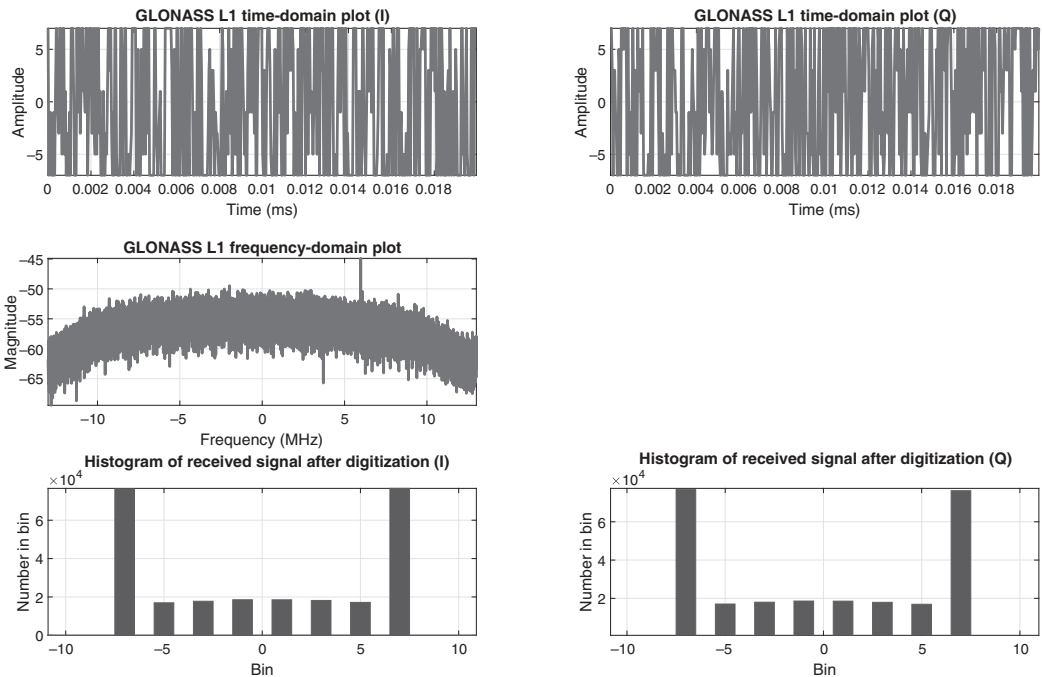 GLONASS L1 time-domain plot (I)
Amplitude
5
0
−5
0 0.002 0.004 0.006 0.008 0.01 0.012 0.014 0.016 0.018
Time (ms)
GLONASS L1 time-domain plot (Q)
Amplitude
5
0
−5
0 0.002 0.004 0.006 0.008 0.010 0.012 0.014 0.016 0.018
Time (ms)
GLONASS L1 frequency-domain plot
Magnitude
−45
−50
−55
−60
−65
−10 −5 0 5 10
Frequency (MHz)
Histogram of received signal after digitization (I)
×10⁴
Number in bin
6
4
2
0
−10 −5 0 5 10
Bin
Histogram of received signal after digitization (Q)
×10⁴
Number in bin
6
4
2
−10 −5 0 5 10
Bin